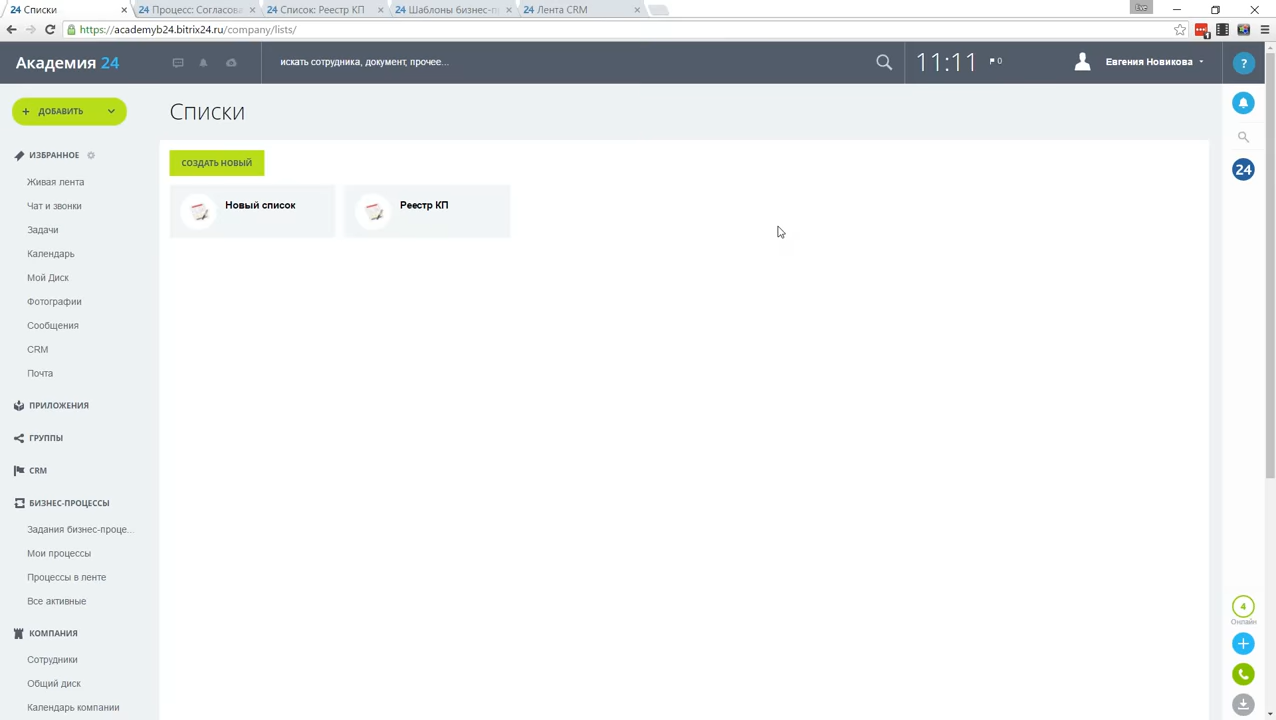 24 Списки
24 Процесс: Согласова
24 Список: Реестр КП
24 Шаблоны бизнес-п
24 Лента CRM
Eve
https://academyb24.bitrix24.ru/company/lists/
Академия 24
искать сотрудника, документ, прочее...
11:11
0
Евгения Новикова
?
+ ДОБАВИТЬ
Списки
ИЗБРАННОЕ
СОЗДАТЬ НОВЫЙ
24
Живая лента
Новый список
Реестр КП
Чат и звонки
Задачи
Календарь
Мой Диск
Фотографии
Сообщения
CRM
Почта
ПРИЛОЖЕНИЯ
ГРУППЫ
CRM
БИЗНЕС-ПРОЦЕССЫ
Задания бизнес-проце...
Мои процессы
Процессы в ленте
Все активные
4
Онлайн
КОМПАНИЯ
Сотрудники
Общий диск
Календарь компании